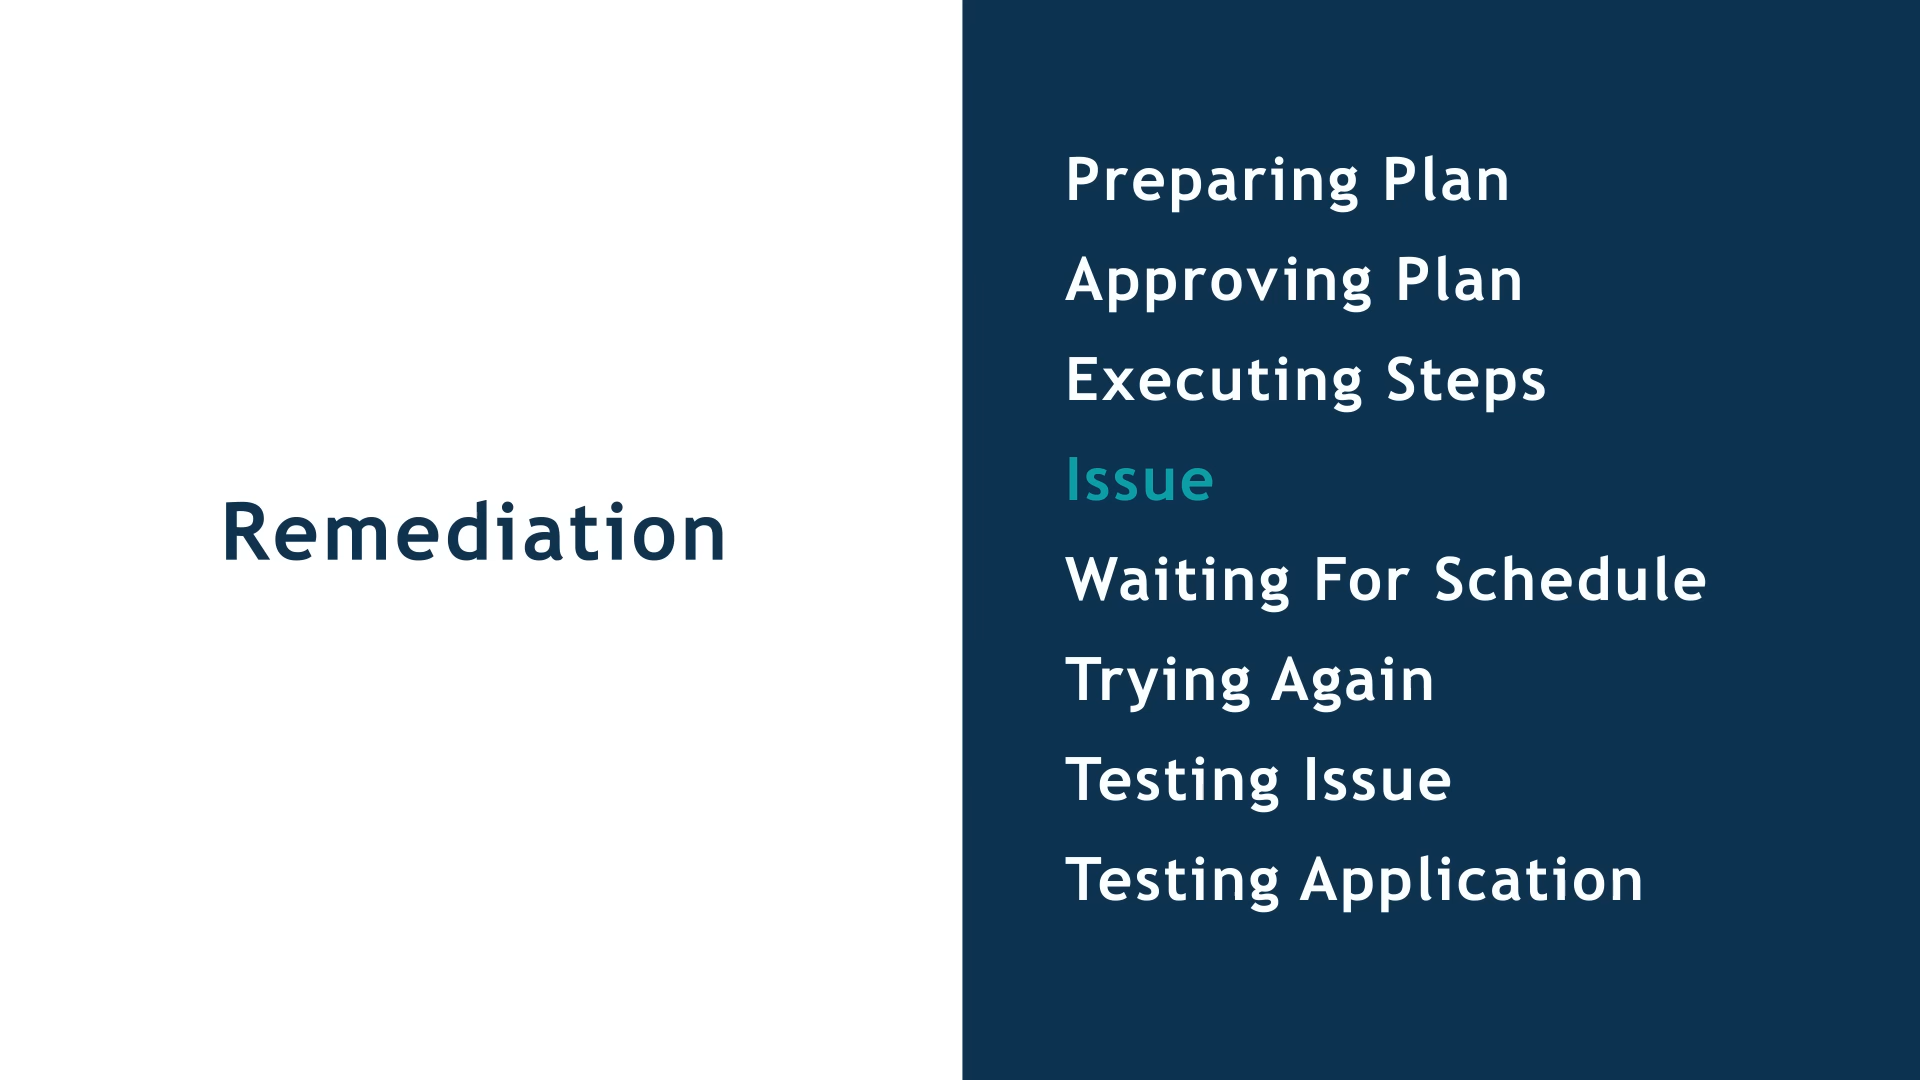 Remediation
Preparing Plan
Approving Plan
Executing Steps
Issue
Waiting For Schedule
Trying Again
Testing Issue
Testing Application